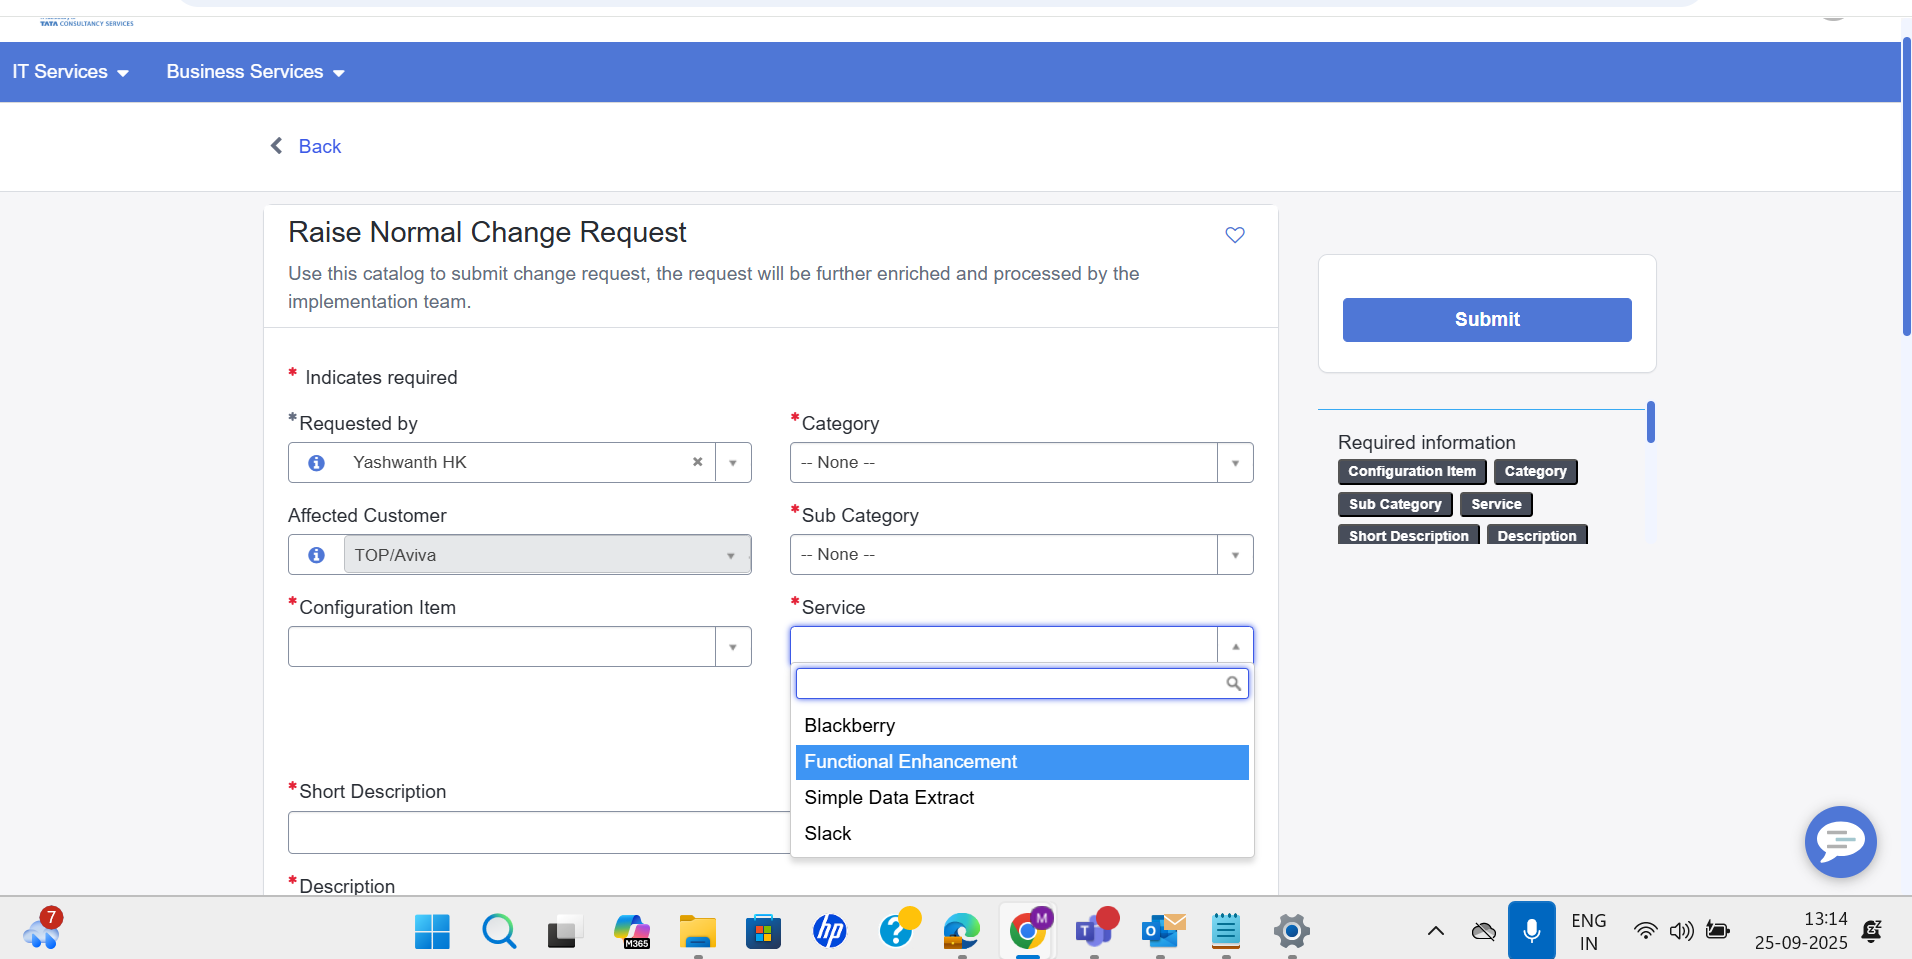 TATA CONSULTANCY SERVICES
IT Services
Business Services
Back
Raise Normal Change Request
Use this catalog to submit change request, the request will be further enriched and processed by the
implementation team.
Submit
* Indicates required
*Requested by
Yashwanth HK
*Category
-- None --
Affected Customer
TOP/Aviva
*Sub Category
-- None --
*Configuration Item
*Service
Blackberry
Functional Enhancement
Simple Data Extract
Slack
*Short Description
*Description
Required information
Configuration Item
Category
Sub Category
Service
Short Description
Description
7
M365
hp
?
M
T
O
ENG
IN
13:14
25-09-2025